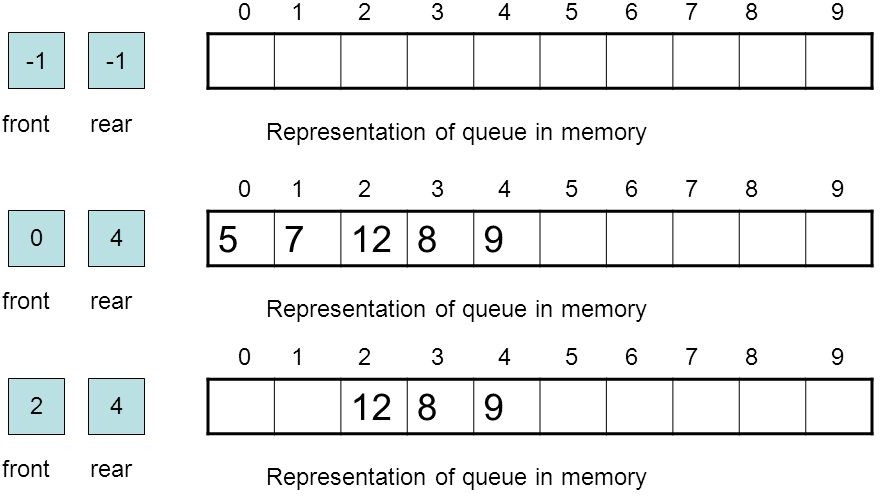 0 1 2 3 4 5 6 7 8 9
-1 -1
front rear
Representation of queue in memory
0 1 2 3 4 5 6 7 8 9
0 4 5 7 12 8 9
front rear
Representation of queue in memory
0 1 2 3 4 5 6 7 8 9
2 4 12 8 9
front rear
Representation of queue in memory